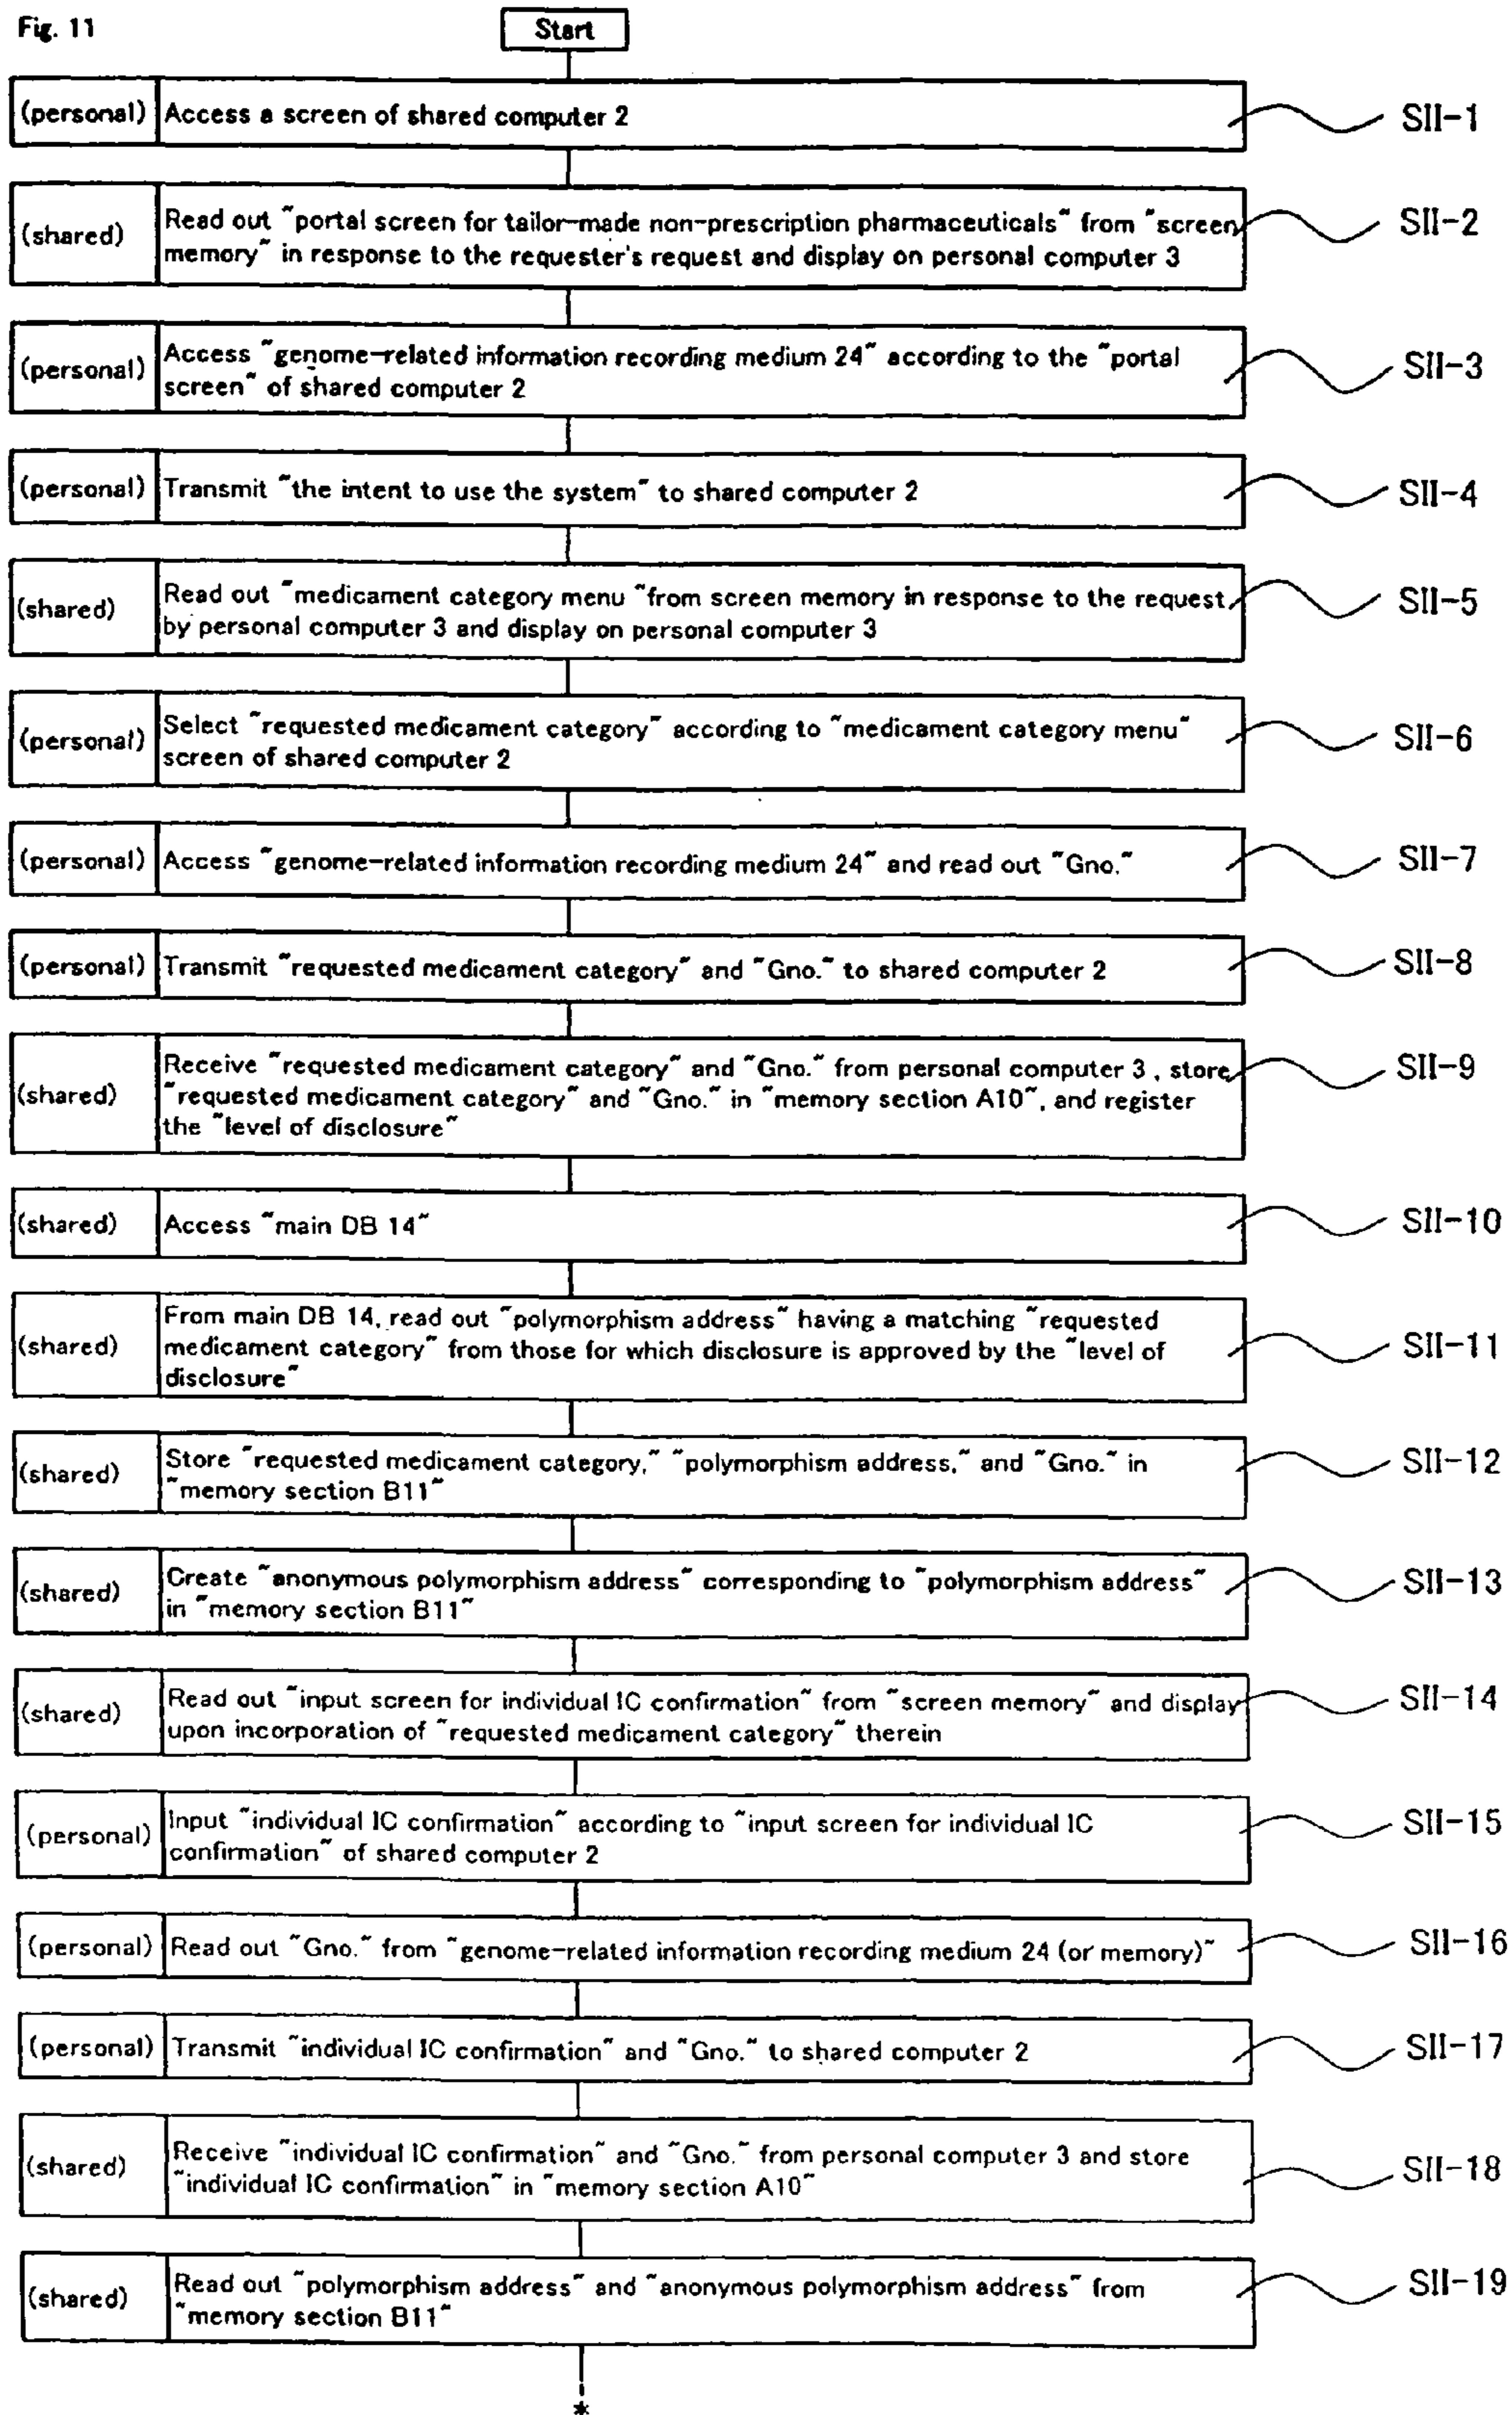 Fig. 11
Start
(personal) Access a screen of shared computer 2 SII-1
(shared) Read out "portal screen for tailor-made non-prescription pharmaceuticals" from "screen SII-2
memory" in response to the requester's request and display on personal computer 3
(personal) Access "genome-related information recording medium 24" according to the "portal SII-3
screen" of shared computer 2
(personal) Transmit "the intent to use the system" to shared computer 2 SII-4
(shared) Read out "medicament category menu "from screen memory in response to the request SII-5
by personal computer 3 and display on personal computer 3
(personal) Select "requested medicament category" according to "medicament category menu" SII-6
screen of shared computer 2
(personal) Access "genome-related information recording medium 24" and read out "Gno." SII-7
(personal) Transmit "requested medicament category" and "Gno." to shared computer 2 SII-8
(shared) Receive "requested medicament category" and "Gno." from personal computer 3 , store SII-9
"requested medicament category" and "Gno." in "memory section A10", and register
the "level of disclosure"
(shared) Access "main DB 14" SII-10
(shared) From main DB 14, read out "polymorphism address" having a matching "requested SII-11
medicament category" from those for which disclosure is approved by the "level of
disclosure"
(shared) Store "requested medicament category," "polymorphism address," and "Gno." in SII-12
"memory section B11"
(shared) Create "anonymous polymorphism address" corresponding to "polymorphism address" SII-13
in "memory section B11"
(shared) Read out "input screen for individual IC confirmation" from "screen memory" and display SII-14
upon incorporation of "requested medicament category" therein
(personal) Input "individual IC confirmation" according to "input screen for individual IC SII-15
confirmation" of shared computer 2
(personal) Read out "Gno." from "genome-related information recording medium 24 (or memory)" SII-16
(personal) Transmit "individual IC confirmation" and "Gno." to shared computer 2 SII-17
(shared) Receive "individual IC confirmation" and "Gno." from personal computer 3 and store SII-18
"individual IC confirmation" in "memory section A10"
(shared) Read out "polymorphism address" and "anonymous polymorphism address" from SII-19
"memory section B11"
*